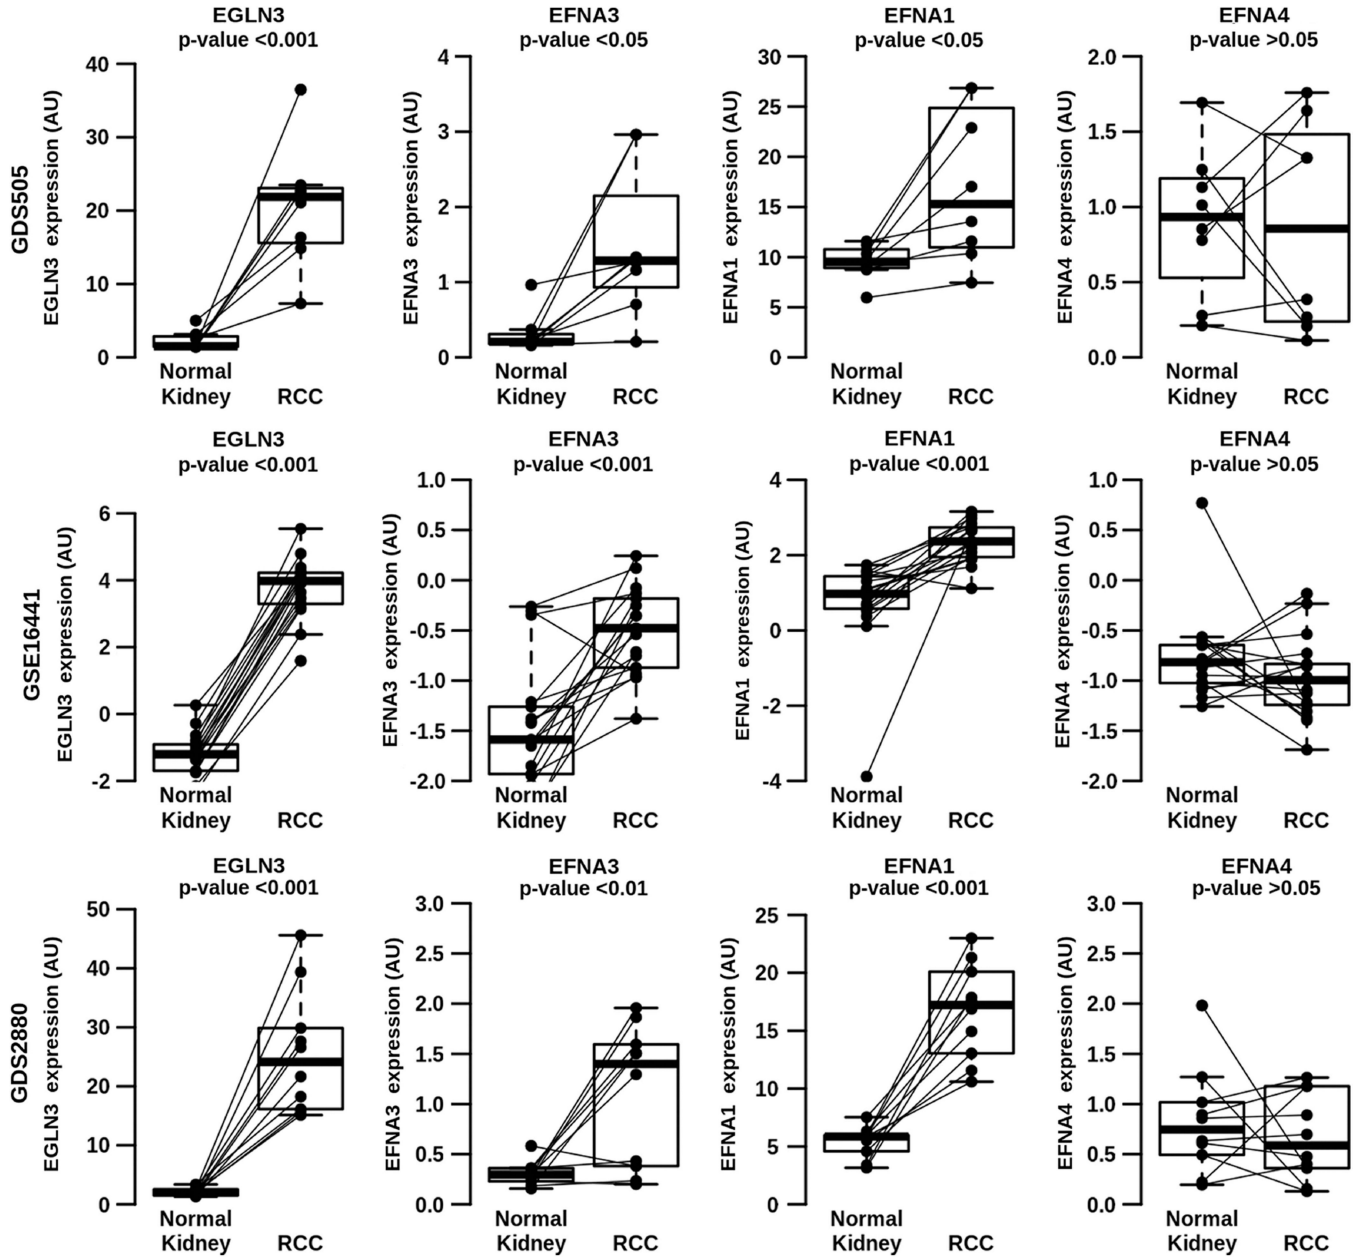 EGLN3
p-value <0.001
EFNA3
p-value <0.05
EFNA1
p-value <0.05
EFNA4
p-value >0.05
GDS505
EGLN3 expression (AU)
40
30
20
10
0
Normal
Kidney
RCC
EFNA3 expression (AU)
4
3
2
1
0
Normal
Kidney
RCC
EFNA1 expression (AU)
30
25
20
15
10
5
0
Normal
Kidney
RCC
EFNA4 expression (AU)
2.0
1.5
1.0
0.5
0.0
Normal
Kidney
RCC
EGLN3
p-value <0.001
EFNA3
p-value <0.001
EFNA1
p-value <0.001
EFNA4
p-value >0.05
GSE16441
EGLN3 expression (AU)
6
4
2
0
-2
Normal
Kidney
RCC
EFNA3 expression (AU)
1.0
0.5
0.0
-0.5
-1.0
-1.5
-2.0
Normal
Kidney
RCC
EFNA1 expression (AU)
4
2
0
-2
-4
Normal
Kidney
RCC
EFNA4 expression (AU)
1.0
0.5
0.0
-0.5
-1.0
-1.5
-2.0
Normal
Kidney
RCC
EGLN3
p-value <0.001
EFNA3
p-value <0.01
EFNA1
p-value <0.001
EFNA4
p-value >0.05
GDS2880
EGLN3 expression (AU)
50
40
30
20
10
0
Normal
Kidney
RCC
EFNA3 expression (AU)
3.0
2.5
2.0
1.5
1.0
0.5
0.0
Normal
Kidney
RCC
EFNA1 expression (AU)
25
20
15
10
5
0
Normal
Kidney
RCC
EFNA4 expression (AU)
3.0
2.5
2.0
1.5
1.0
0.5
0.0
Normal
Kidney
RCC